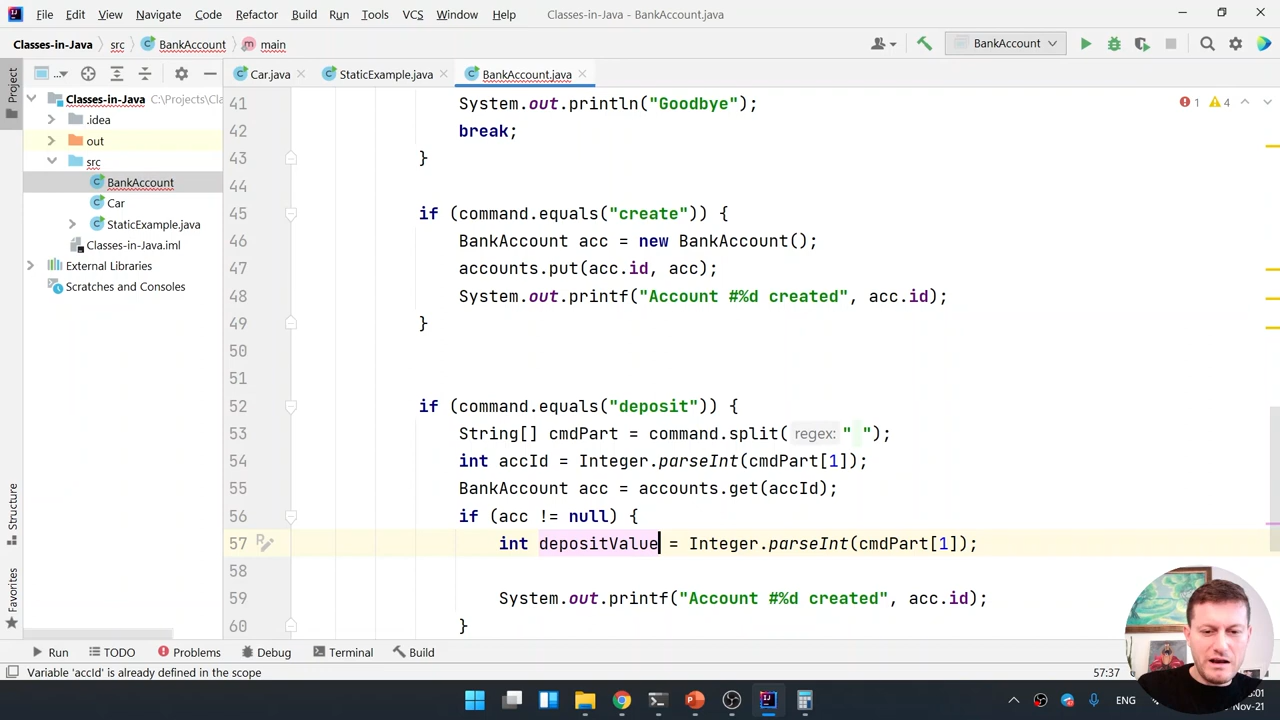 File Edit View Navigate Code Refactor Build Run Tools VCS Window Help Classes-in-Java - BankAccount.java
Classes-in-Java src BankAccount main BankAccount
Project ... Car.java StaticExample.java BankAccount.java
Classes-in-Java C:\Projects\Cla
.idea
out
src
BankAccount
Car
StaticExample.java
Classes-in-Java.iml
External Libraries
Scratches and Consoles
Structure
Favorites
1 4
41 System.out.println("Goodbye");
42 break;
43 }
44
45 if (command.equals("create")) {
46 BankAccount acc = new BankAccount();
47 accounts.put(acc.id, acc);
48 System.out.printf("Account #%d created", acc.id);
49 }
50
51
52 if (command.equals("deposit")) {
53 String[] cmdPart = command.split( regex: " ");
54 int accId = Integer.parseInt(cmdPart[1]);
55 BankAccount acc = accounts.get(accId);
56 if (acc != null) {
57 int depositValue = Integer.parseInt(cmdPart[1]);
58
59 System.out.printf("Account #%d created", acc.id);
60 }
Run TODO Problems Debug Terminal Build
Variable 'accId' is already defined in the scope 57:37
ENG